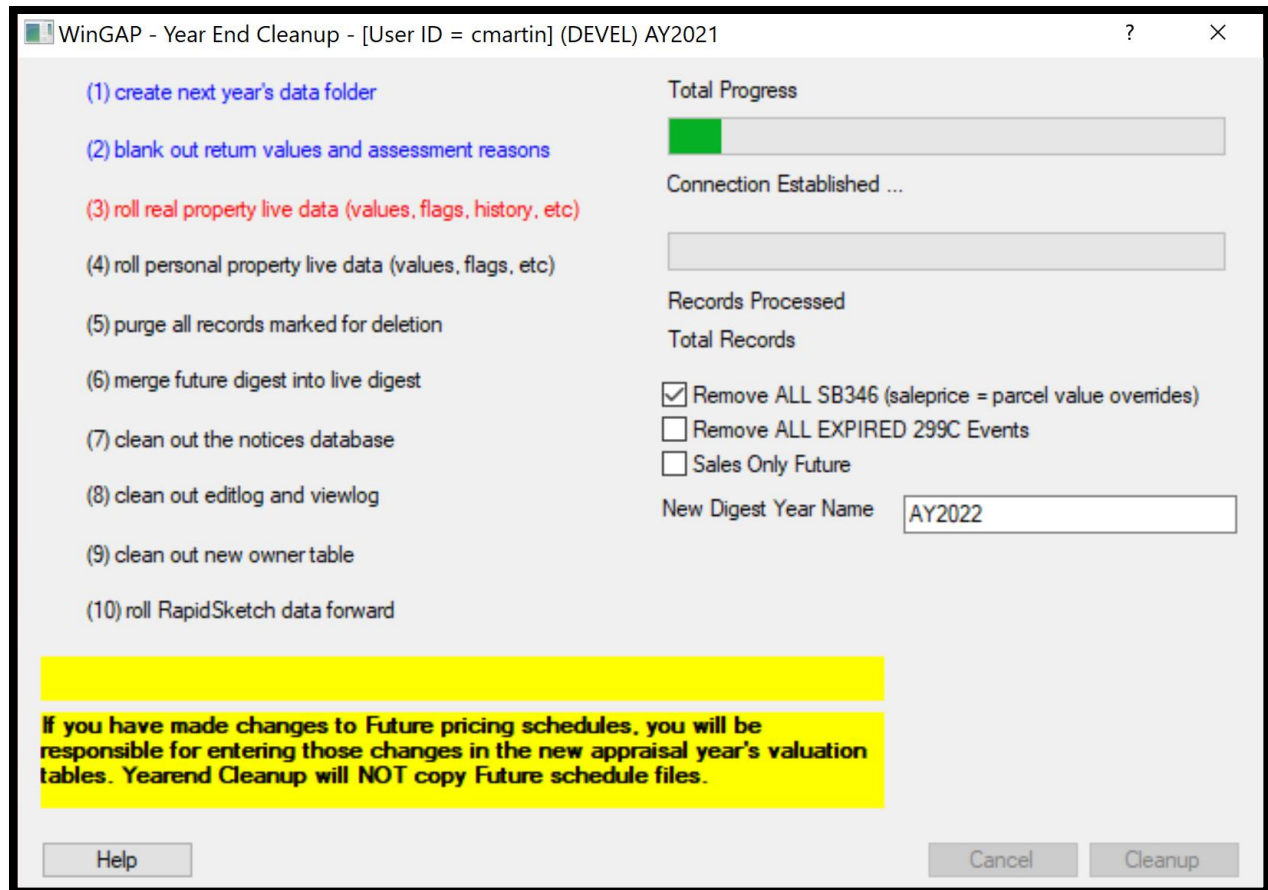 WinGAP - Year End Cleanup - [User ID = cmartin] (DEVEL) AY2021
?
(1) create next year's data folder
(2) blank out return values and assessment reasons
(3) roll real property live data (values, flags, history, etc)
(4) roll personal property live data (values, flags, etc)
(5) purge all records marked for deletion
(6) merge future digest into live digest
(7) clean out the notices database
(8) clean out editlog and viewlog
(9) clean out new owner table
(10) roll RapidSketch data forward
Total Progress
Connection Established ...
Records Processed
Total Records
Remove ALL SB346 (saleprice = parcel value overrides)
Remove ALL EXPIRED 299C Events
Sales Only Future
New Digest Year Name
AY2022
If you have made changes to Future pricing schedules, you will be
responsible for entering those changes in the new appraisal year's valuation
tables. Yearend Cleanup will NOT copy Future schedule files.
Help
Cancel
Cleanup